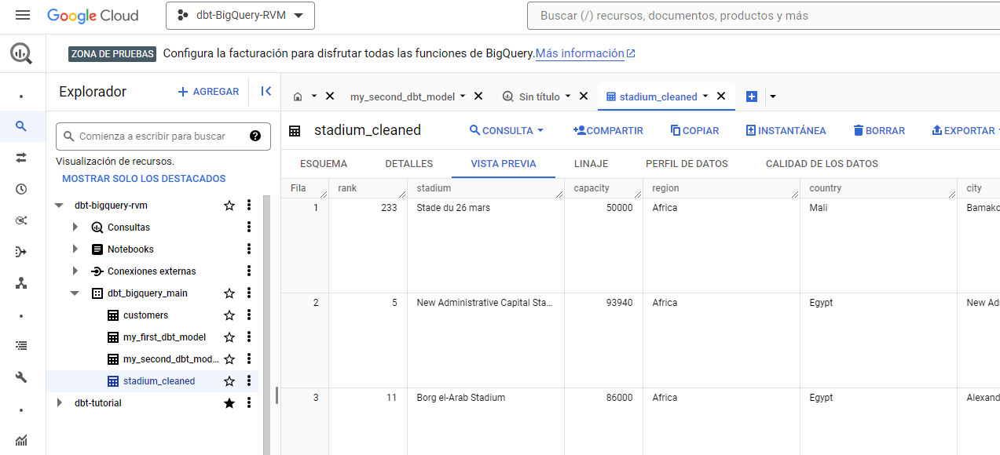 Google Cloud
dbt-BigQuery-RVM
Buscar (/) recursos, documentos, productos y más
ZONA DE PRUEBAS Configura la facturación para disfrutar todas las funciones de BigQuery. Más información
Explorador
AGREGAR
Comienza a escribir para buscar
Visualización de recursos.
MOSTRAR SOLO LOS DESTACADOS
dbt-bigquery-rvm
Consultas
Notebooks
Conexiones externas
dbt_bigquery_main
customers
my_first_dbt_model
my_second_dbt_mod...
stadium_cleaned
dbt-tutorial
my_second_dbt_model
Sin título
stadium_cleaned
stadium_cleaned
CONSULTA
COMPARTIR
COPIAR
INSTANTÁNEA
BORRAR
EXPORTAR
ESQUEMA DETALLES VISTA PREVIA LINAJE PERFIL DE DATOS CALIDAD DE LOS DATOS
Fila rank stadium capacity region country city
1 233 Stade du 26 mars 50000 Africa Mali Bamako
2 5 New Administrative Capital Sta... 93940 Africa Egypt New Ad
3 11 Borg el-Arab Stadium 86000 Africa Egypt Alexand